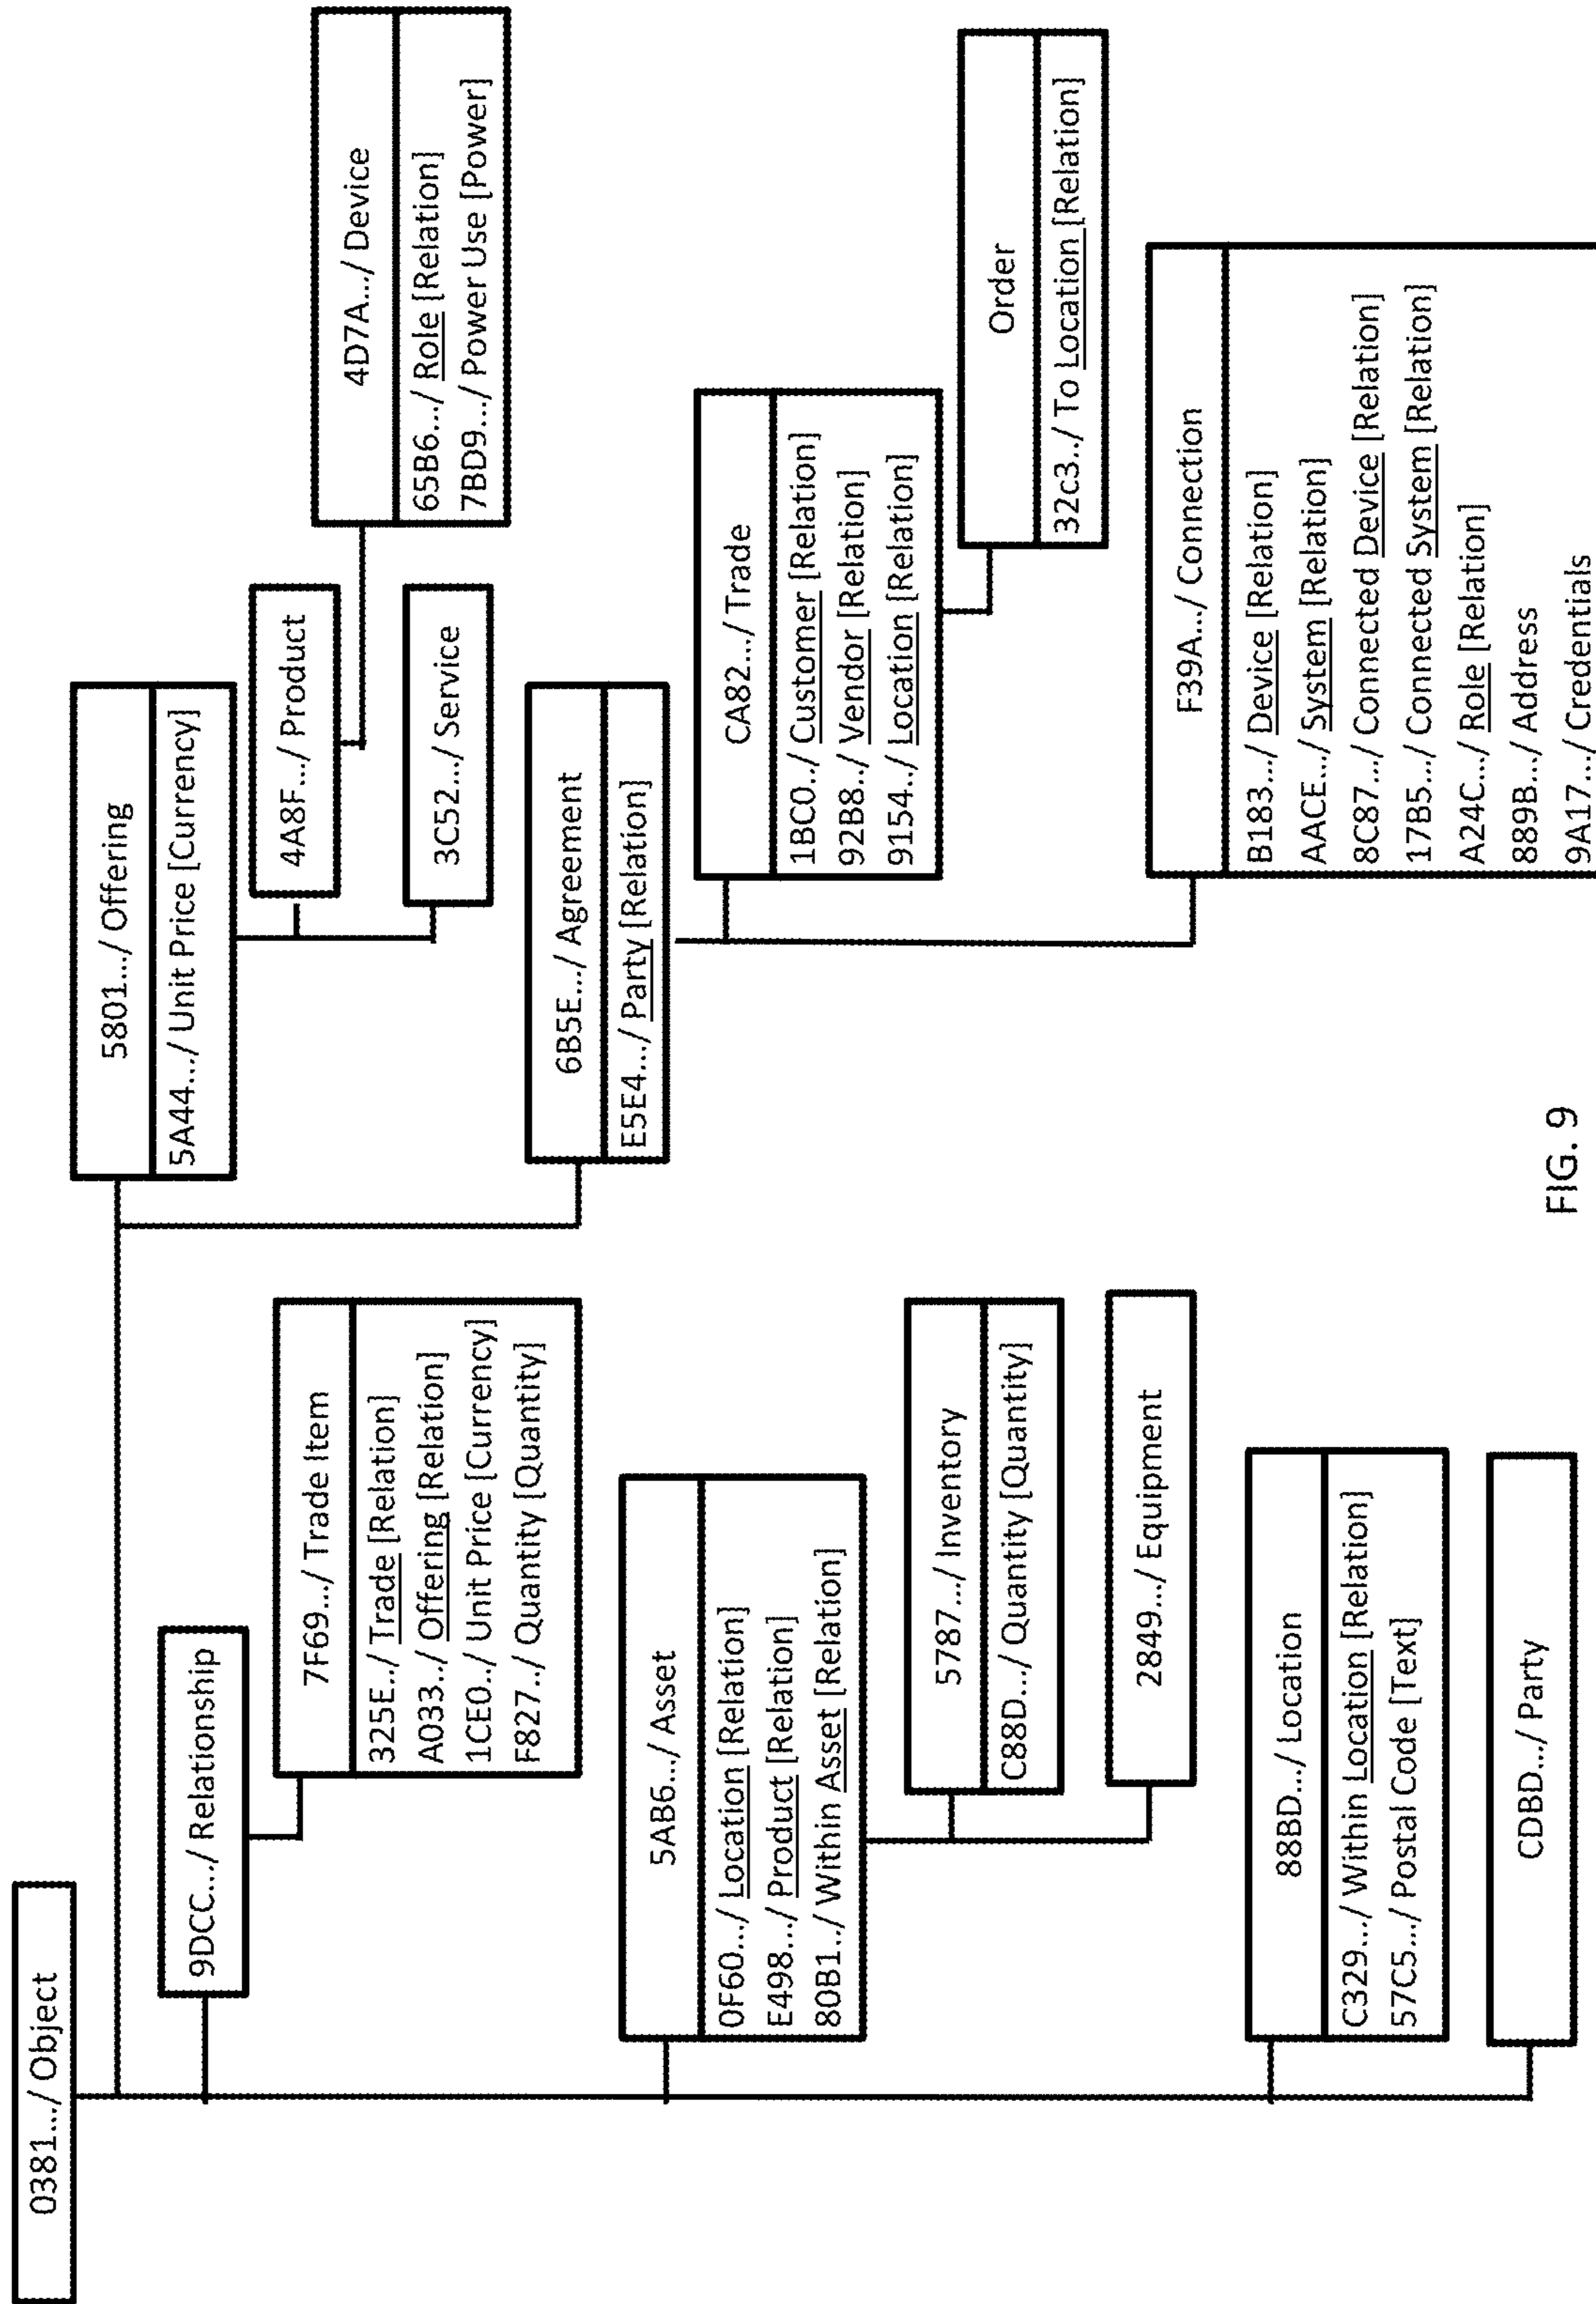 0381.../ Object
9DCC.../ Relationship
7F69.../ Trade Item
325E../ Trade [Relation]
A033../ Offering [Relation]
1CE0../ Unit Price [Currency]
F827../ Quantity [Quantity]
5AB6.../ Asset
0F60.../ Location [Relation]
E498.../ Product [Relation]
80B1../ Within Asset [Relation]
5787.../ Inventory
C88D.../ Quantity [Quantity]
2849.../ Equipment
88BD.../ Location
C329.../ Within Location [Relation]
57C5.../ Postal Code [Text]
CDBD.../ Party
5801.../ Offering
5A44.../ Unit Price [Currency]
4A8F.../ Product
4D7A.../ Device
65B6.../ Role [Relation]
7BD9.../ Power Use [Power]
3C52.../ Service
6B5E.../ Agreement
E5E4.../ Party [Relation]
CA82.../ Trade
1BC0../ Customer [Relation]
92B8../ Vendor [Relation]
9154../ Location [Relation]
Order
32c3../ To Location [Relation]
F39A.../ Connection
B183.../ Device [Relation]
AACE.../ System [Relation]
8C87.../ Connected Device [Relation]
17B5.../ Connected System [Relation]
A24C.../ Role [Relation]
889B.../ Address
9A17.../ Credentials
FIG. 9